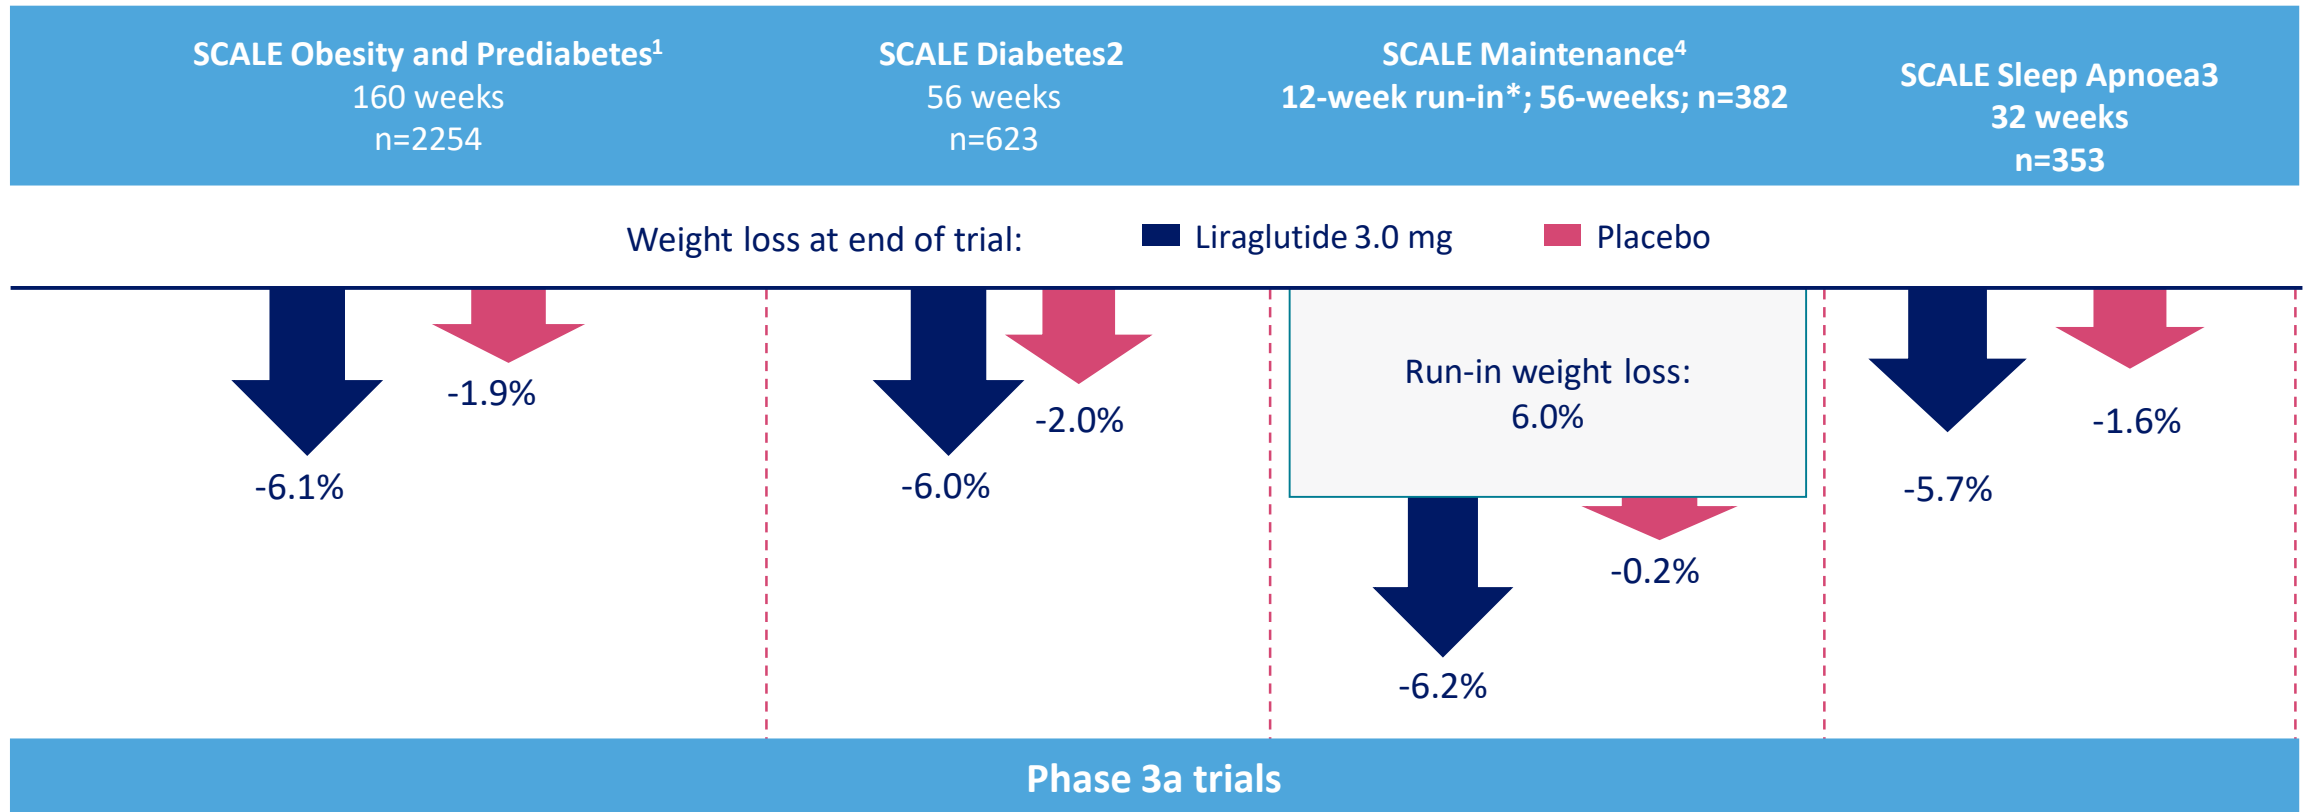 SCALE Obesity and Prediabetes¹
160 weeks
n=2254
SCALE Diabetes2
56 weeks
n=623
SCALE Maintenance⁴
12-week run-in*; 56-weeks; n=382
SCALE Sleep Apnoea3
32 weeks
n=353
Weight loss at end of trial:
Liraglutide 3.0 mg
Placebo
-6.1%
-1.9%
-6.0%
-2.0%
Run-in weight loss:
6.0%
-6.2%
-0.2%
-5.7%
-1.6%
Phase 3a trials